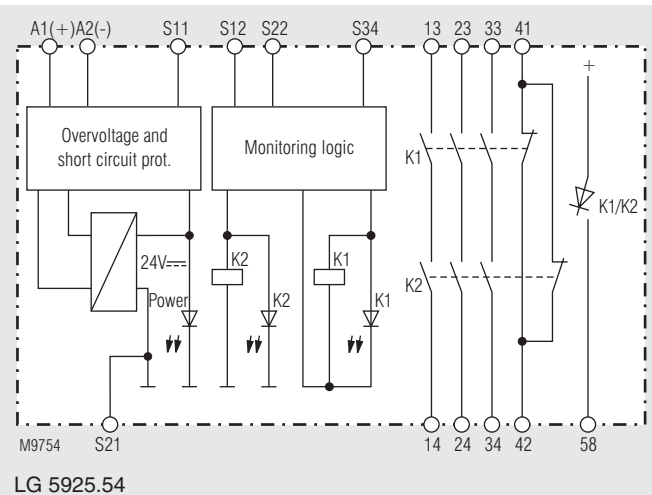 A1(+) A2(-) S11 S12 S22 S34 13 23 33 41
+
Overvoltage and
short circuit prot.
Monitoring logic
K1
K1/K2
24V
K2 K1
K2
Power
K2 K1
M9754 S21 14 24 34 42 58
LG 5925.54